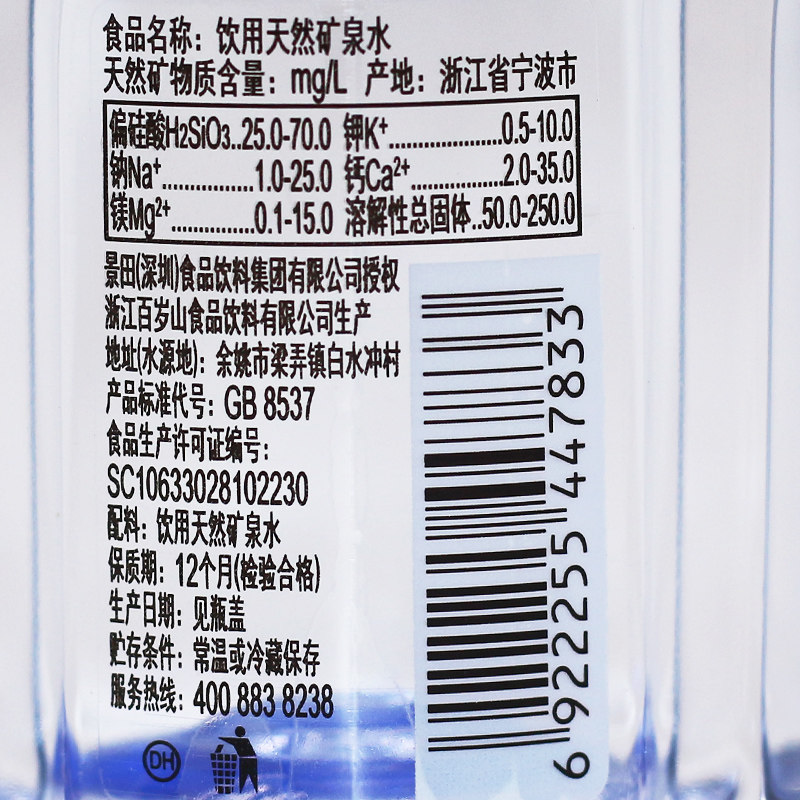 食品名称：饮用天然矿泉水
天然矿物质含量：mg/L 产地：浙江省宁波市
偏硅酸H2SiO3..25.0-70.0 钾K+................0.5-10.0
钠Na+..............1.0-25.0 钙Ca2+.............2.0-35.0
镁Mg2+.............0.1-15.0 溶解性总固体..50.0-250.0
景田(深圳)食品饮料集团有限公司授权
浙江百岁山食品饮料有限公司生产
地址(水源地)：余姚市梁弄镇白水冲村
产品标准代号：GB 8537
食品生产许可证编号：
SC10633028102230
配料：饮用天然矿泉水
保质期：12个月(检验合格)
生产日期：见瓶盖
贮存条件：常温或冷藏保存
服务热线：400 883 8238
DH
6922255447833